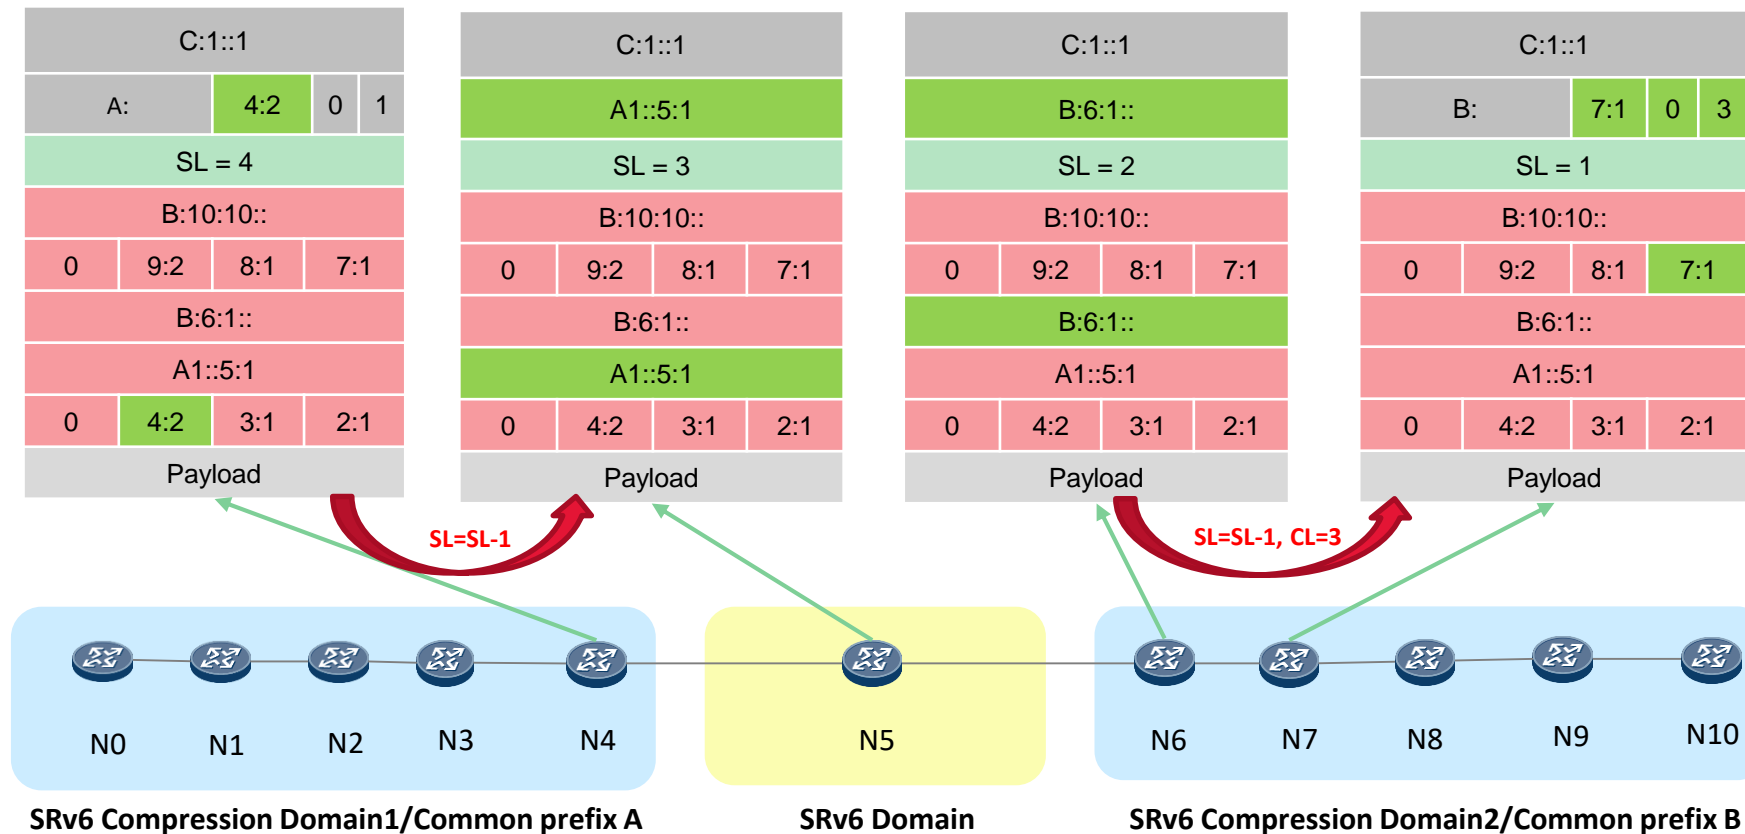 C:1::1
A: 4:2 0 1
SL = 4
B:10:10::
0 9:2 8:1 7:1
B:6:1::
A1::5:1
0 4:2 3:1 2:1
Payload
C:1::1
A1::5:1
SL = 3
B:10:10::
0 9:2 8:1 7:1
B:6:1::
A1::5:1
0 4:2 3:1 2:1
Payload
C:1::1
B:6:1::
SL = 2
B:10:10::
0 9:2 8:1 7:1
B:6:1::
A1::5:1
0 4:2 3:1 2:1
Payload
C:1::1
B: 7:1 0 3
SL = 1
B:10:10::
0 9:2 8:1 7:1
B:6:1::
A1::5:1
0 4:2 3:1 2:1
Payload
SL=SL-1
SL=SL-1, CL=3
N0 N1 N2 N3 N4 N5 N6 N7 N8 N9 N10
SRv6 Compression Domain1/Common prefix A
SRv6 Domain
SRv6 Compression Domain2/Common prefix B